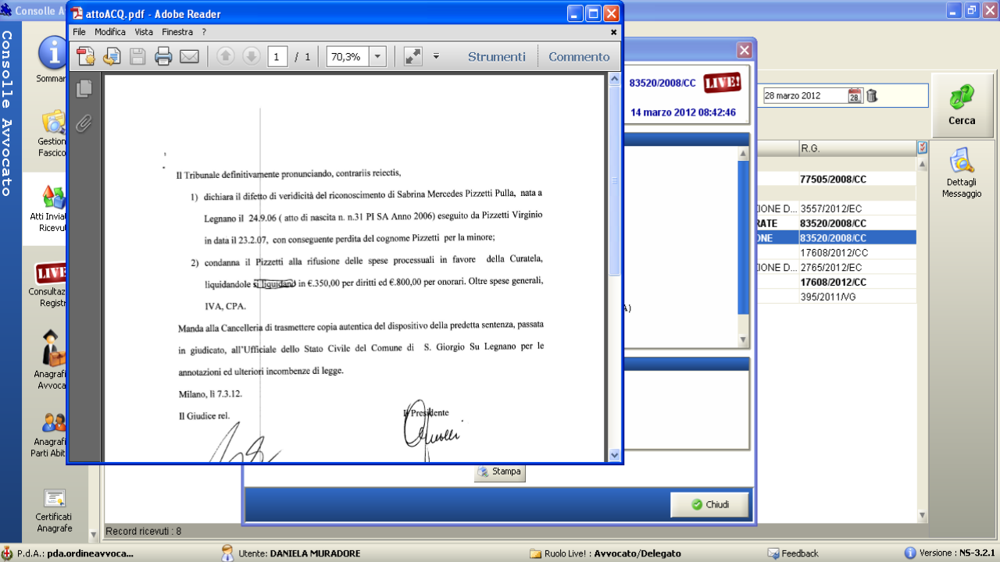 Consolle A
attoACQ.pdf - Adobe Reader
File Modifica Vista Finestra ?
1 / 1 70,3% Strumenti Commento
Consolle Avvocato
Sommar
Gestion
Fascico
Atti Invia
Ricevut
LIVE
Consultaz
Registr
Anagrafi
Avvoca
Anagrafi
Parti Abit
Certificati
Anagrafe
Il Tribunale definitivamente pronunciando, contrariis reiectis,
1) dichiara il difetto di veridicità del riconoscimento di Sabrina Mercedes Pizzetti Pulla, nata a
Legnano il 24.9.06 ( atto di nascita n. n.31 PI SA Anno 2006) eseguito da Pizzetti Virginio
in data il 23.2.07, con conseguente perdita del cognome Pizzetti per la minore;
2) condanna il Pizzetti alla rifusione delle spese processuali in favore della Curatela,
liquidandole si liquidano in €.350,00 per diritti ed €.800,00 per onorari. Oltre spese generali,
IVA, CPA.
Manda alla Cancelleria di trasmettere copia autentica del dispositivo della predetta sentenza, passata
in giudicato, all'Ufficiale dello Stato Civile del Comune di S. Giorgio Su Legnano per le
annotazioni ed ulteriori incombenze di legge.
Milano, lì 7.3.12.
Il Giudice rel.
Il Presidente
83520/2008/CC LIVE!
14 marzo 2012 08:42:46
A)
Stampa
Chiudi
28 marzo 2012 28
Cerca
R.G.
77505/2008/CC
ZIONE D... 3557/2012/EC
RATE 83520/2008/CC
ONE 83520/2008/CC
17608/2012/CC
ZIONE D... 2765/2012/EC
17608/2012/CC
395/2011/VG
Dettagli
Messaggio
Record ricevuti : 8
P.d.A.: pda.ordineavvoca... Utente: DANIELA MURADORE Ruolo Live! : Avvocato/Delegato Feedback Versione : NS-3.2.1